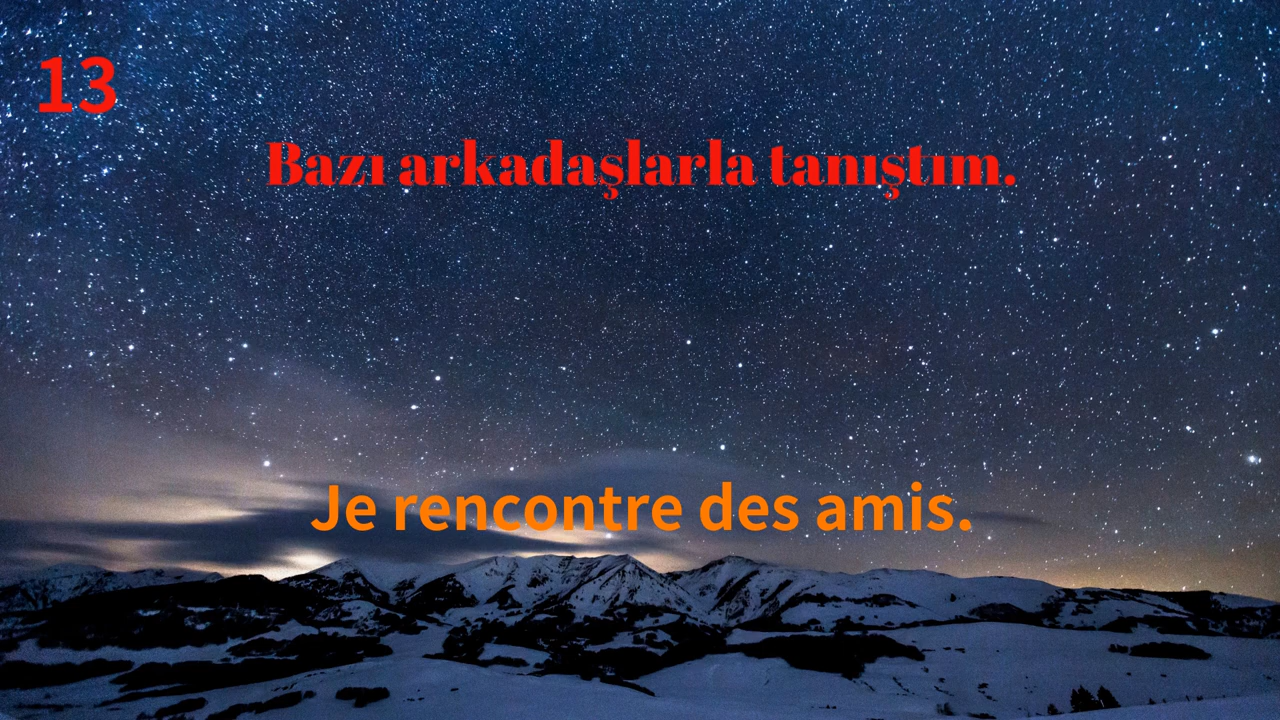 13
Bazı arkadaşlarla tanıştım.
Je rencontre des amis.